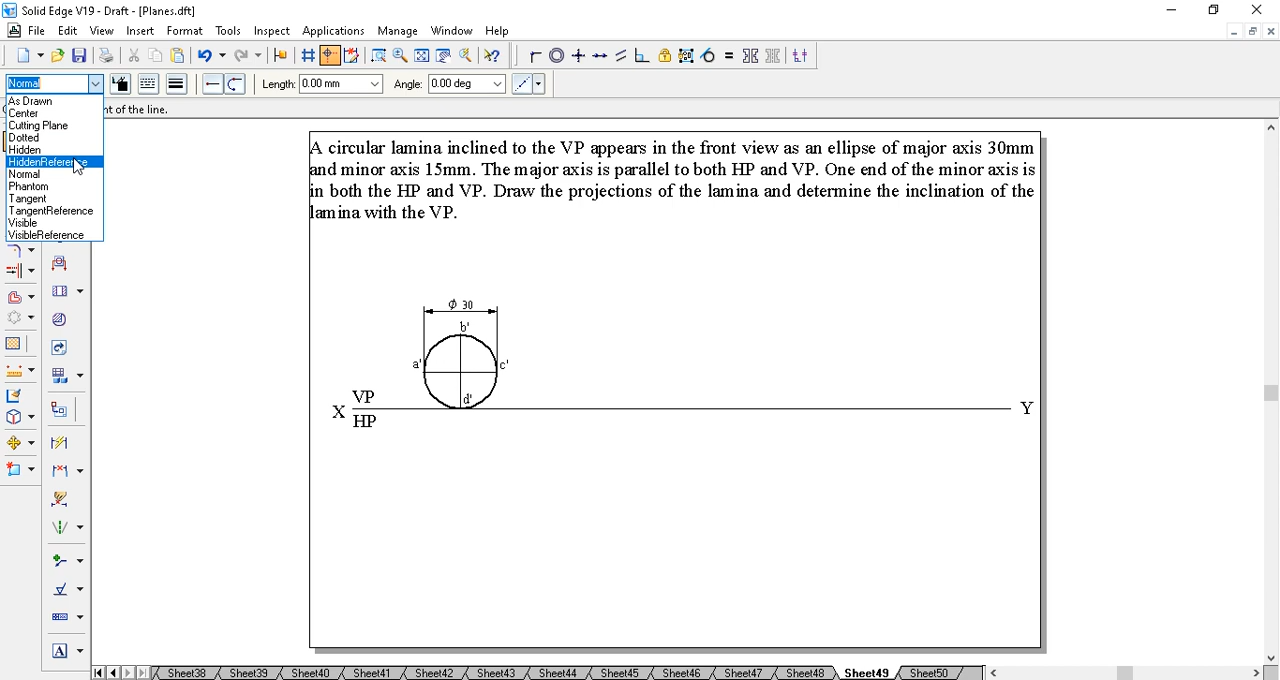 Solid Edge V19 - Draft - [Planes.dft]
File Edit View Insert Format Tools Inspect Applications Manage Window Help
Normal Length: 0.00 mm Angle: 0.00 deg
nt of the line.
As Drawn
Center
Cutting Plane
Dotted
Hidden
HiddenReference
Normal
Phantom
Tangent
TangentReference
Visible
VisibleReference
A circular lamina inclined to the VP appears in the front view as an ellipse of major axis 30mm
and minor axis 15mm. The major axis is parallel to both HP and VP. One end of the minor axis is
in both the HP and VP. Draw the projections of the lamina and determine the inclination of the
lamina with the VP.
ϕ 30
b'
a' c'
d'
VP
X Y
HP
A
Sheet38 Sheet39 Sheet40 Sheet41 Sheet42 Sheet43 Sheet44 Sheet45 Sheet46 Sheet47 Sheet48 Sheet49 Sheet50